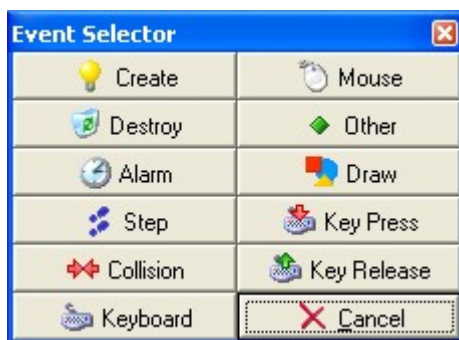 Event Selector
Create
Mouse
Destroy
Other
Alarm
Draw
Step
Key Press
Collision
Key Release
Keyboard
Cancel